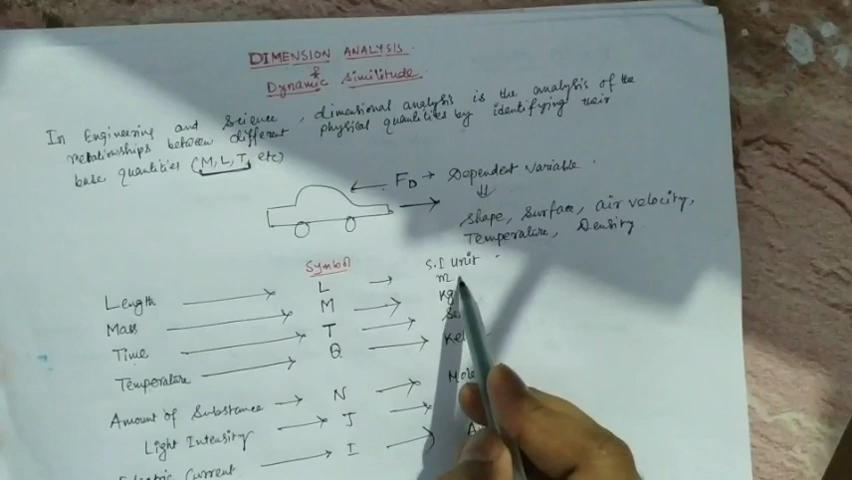 DIMENSION ANALYSIS
&
Dynamic Similitude
In Engineering and Science, dimensional analysis is the analysis of the
relationships between different physical quantities by identifying their
base quantities (M, L, T, etc)
FD → Dependent variable.
Shape, Surface, air velocity,
Temperature, Density
Symbol S.I Unit
Length → L → m
Mass → M → Kg
Time → T →
Temperature → Q →
Amount of Substance → N → Mole
Light Intensity → J →
Electric Current → I →